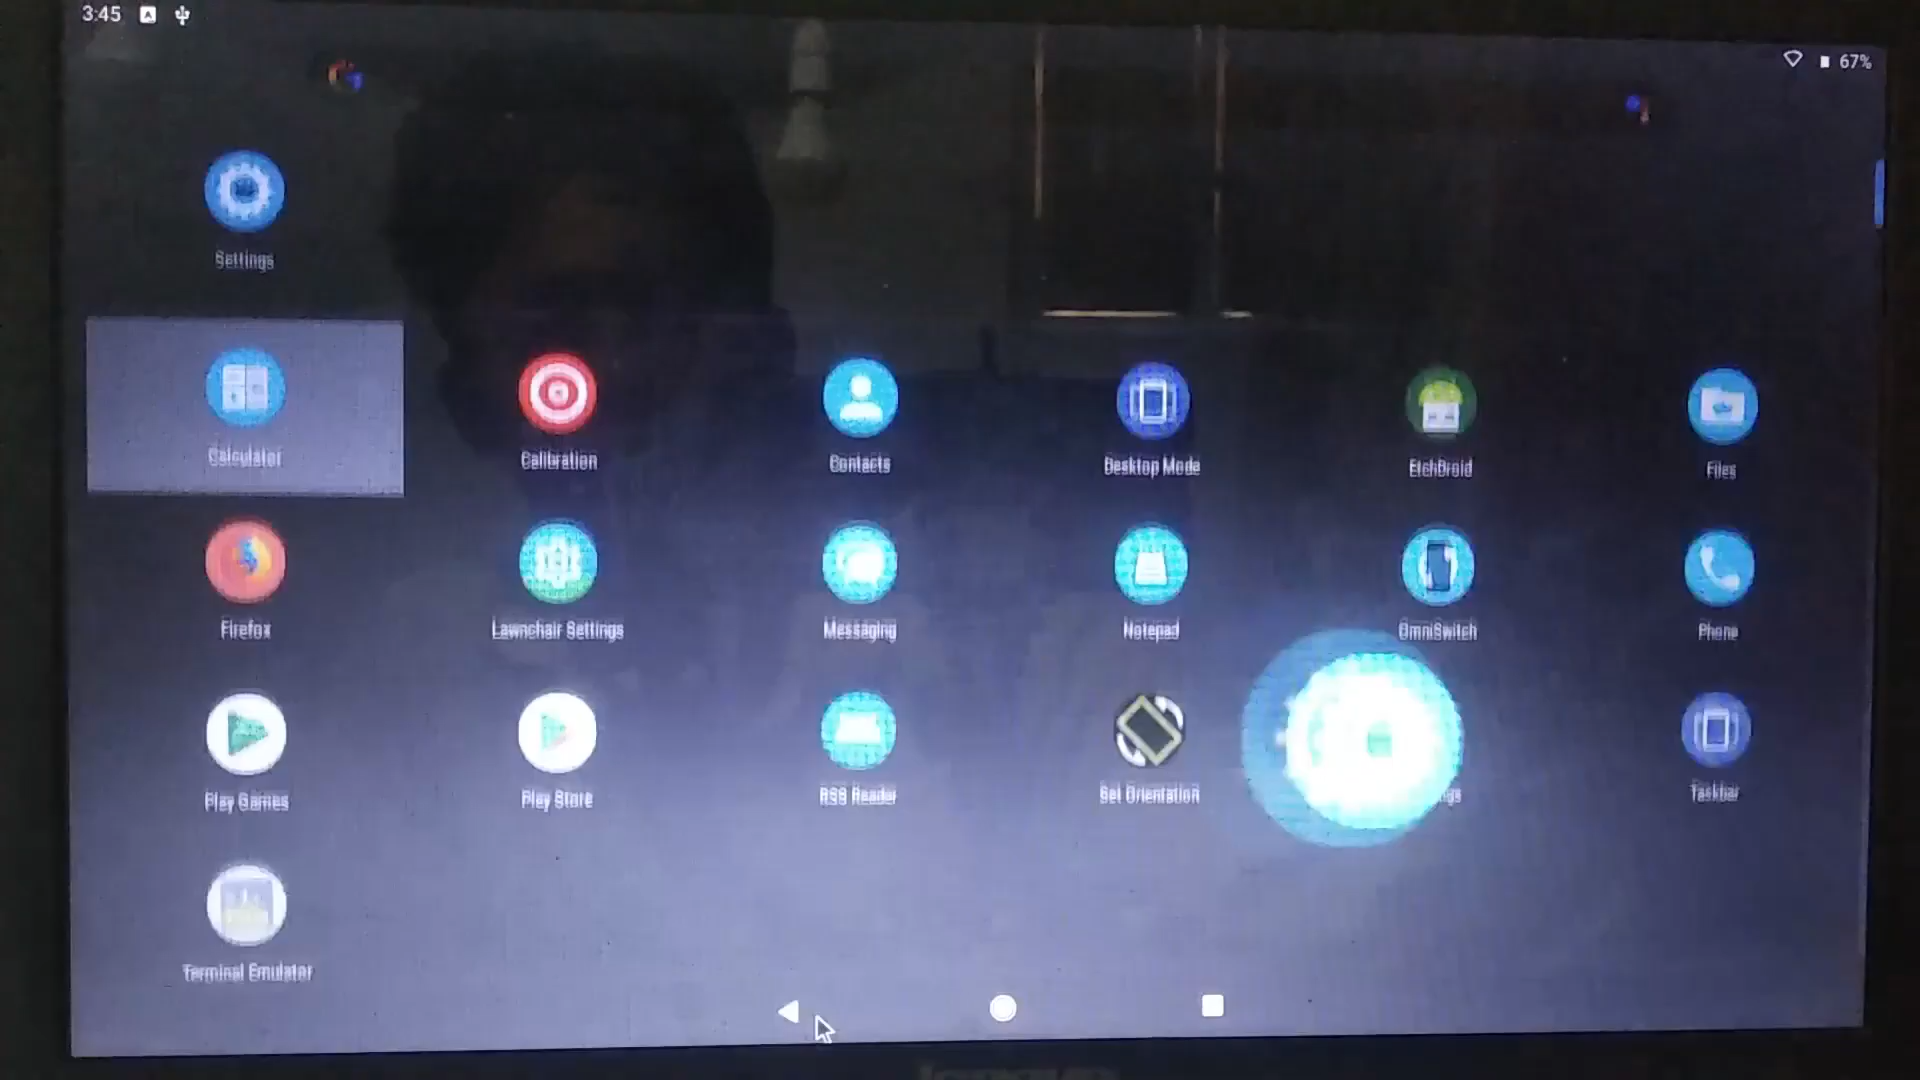 3:45
67%
Settings
Calculator Calibration Contacts Desktop Mode EtchDroid Files
Firefox Lawnchair Settings Messaging Notepad OmniSwitch Phone
Play Games Play Store RSS Reader Set Orientation ngs Taskbar
Terminal Emulator